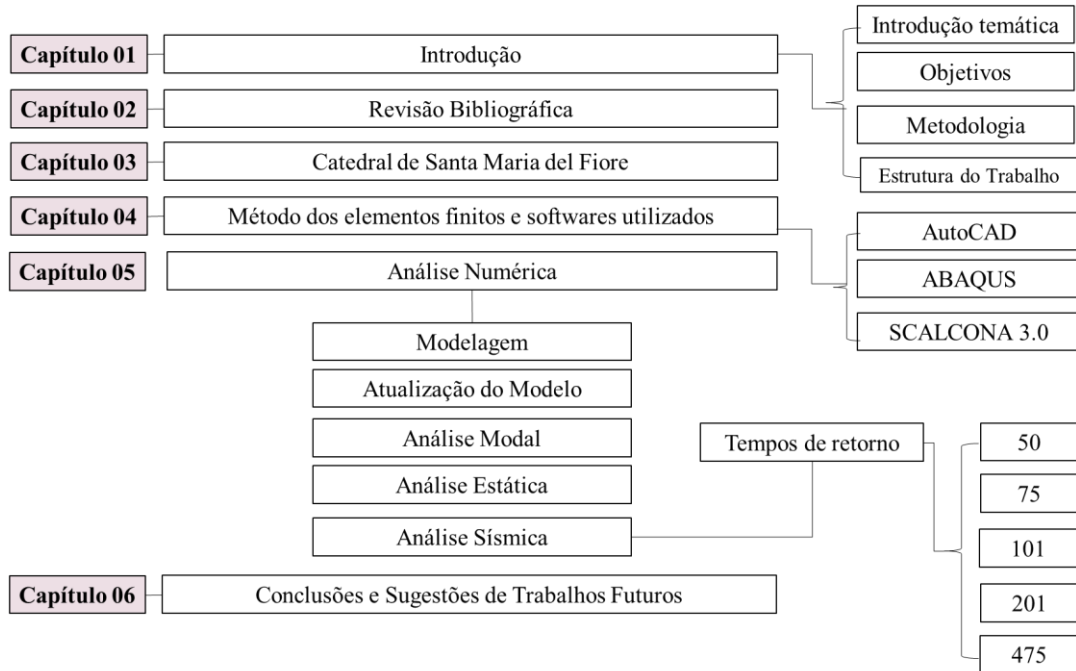 Capítulo 01
Introdução
Introdução temática
Objetivos
Metodologia
Estrutura do Trabalho
Capítulo 02
Revisão Bibliográfica
Capítulo 03
Catedral de Santa Maria del Fiore
Capítulo 04
Método dos elementos finitos e softwares utilizados
AutoCAD
ABAQUS
SCALCONA 3.0
Capítulo 05
Análise Numérica
Modelagem
Atualização do Modelo
Análise Modal
Análise Estática
Análise Sísmica
Tempos de retorno
50
75
101
201
475
Capítulo 06
Conclusões e Sugestões de Trabalhos Futuros